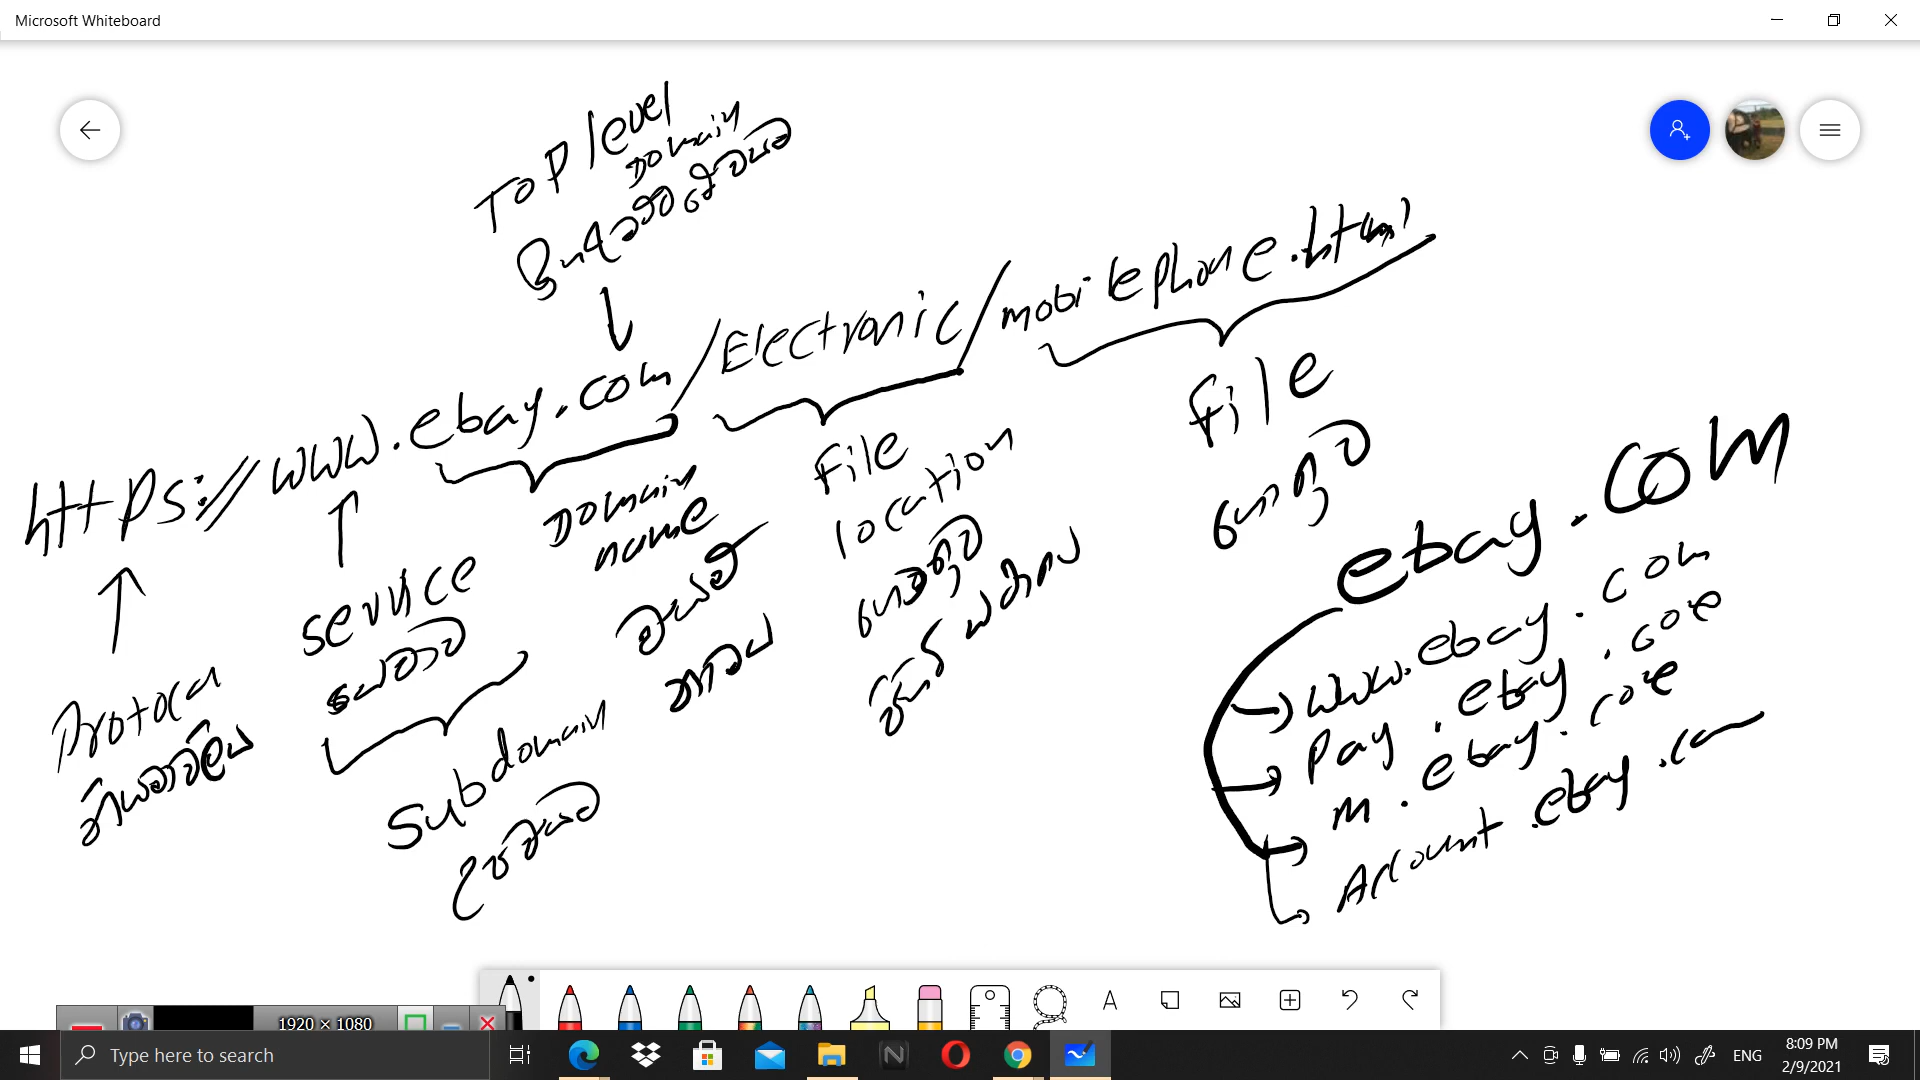 Microsoft Whiteboard
Top level
Domain
https://www.ebay.com/Electronic/mobilephone.html
Protocol
service
සේවාව
Subdomain
Domain
name
File
location
ගොනුව
File
ගොනුව
ebay.com
www.ebay.com
Pay.ebay.com
m.ebay.com
Account.ebay.com
1920 × 1080
Type here to search
ENG
8:09 PM
2/9/2021